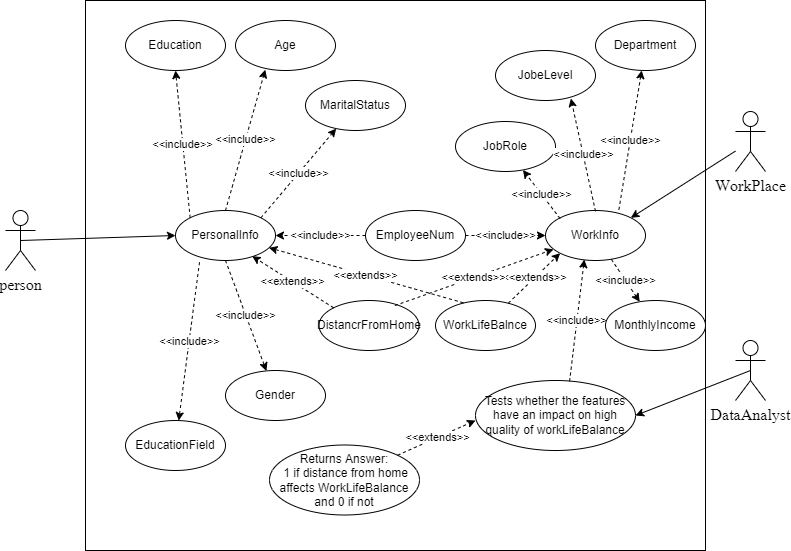 Education
Age
Department
JobeLevel
MaritalStatus
<<include>>
<<include>>
<<include>>
JobRole
<<include>>
<<include>>
<<include>>
WorkPlace
PersonalInfo
<<include>>
EmployeeNum
<<include>>
WorkInfo
person
<<extends>>
<<extends>>
<<extends>>
<<extends>>
<<include>>
<<include>>
DistancrFromHome
WorkLifeBalnce
<<include>>
MonthlyIncome
<<include>>
Gender
Tests whether the features
have an impact on high
quality of workLifeBalance
DataAnalyst
EducationField
<<extends>>
Returns Answer:
1 if distance from home
affects WorkLifeBalance
and 0 if not